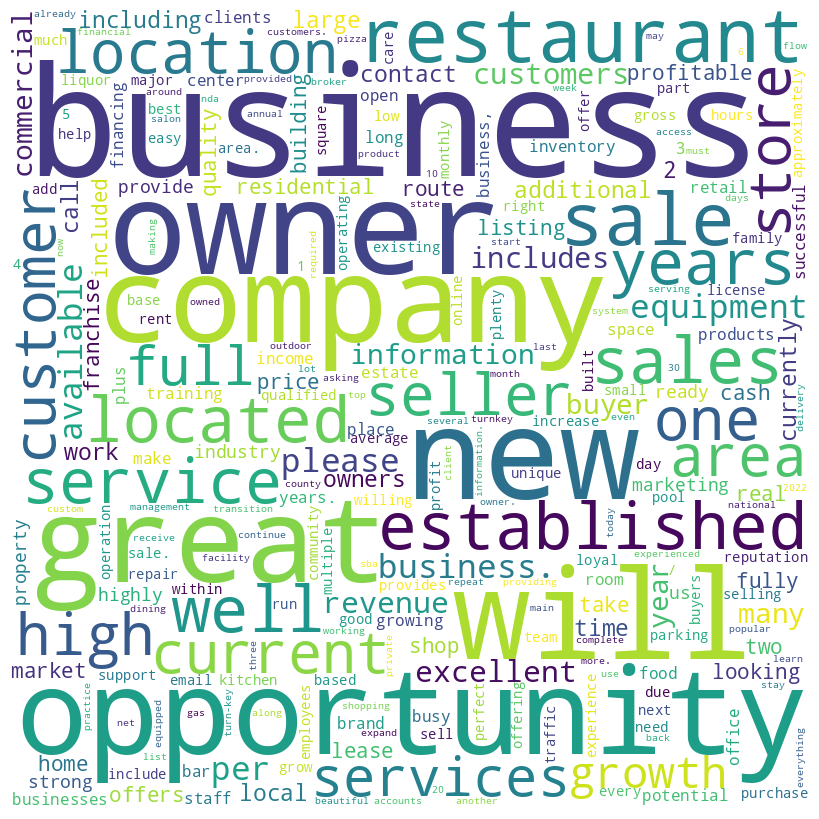 already
financial
including
clients
large
customers.
pizza
care
may
flow
much
location
restaurant
6
commercial
liquor
major
center
provided
around
nda
broker
contact
customers
profitable
store
5
help
best
salon
easy
annual
business
open
low
week
part
offer
gross
access
hours
approximately
financing
area.
building
square
long
product
monthly
business,
inventory
3
must
quality
10
2
add
provide
residential
route
additional
retail
days
customer
call
included
owner
state
right
sale
family
successful
now
making
required
operating
existing
listing
start
4
1
includes
years
available
franchise
base
rent
owned
company
online
plenty
serving
license
equipment
system
space
products
outdoor
last
built
currently
delivery
plus
full
lot
income
information
month
estate
sales
30
training
price
asking
qualified
top
seller
small
ready
cash
several
turnkey
increase
even
buyer
located
place
average
one
work
industry
make
county
client
profit
new
unique
day
area
owners
please
information.
marketing
real
pool
2022
service
years.
willing
custom
management
transition
owner.
today
national
great
established
property
operation
receive
continue
community
multiple
sba
business.
provides
repeat
providing
loyal
experienced
/
reputation
sale.
facility
repair
highly
within
well
revenue
room
year
us
buyers
fully
selling
high
dining
run
good
growing
will
take
time
many
working
team
main
complete
parking
popular
two
market
current
three
private
shop
more.
learn
support
email
kitchen
based
excellent
food
looking
use
stay
practice
net
equipped
gas
turn-key
along
opportunity
shopping
brand
busy
perfect
offering
due
next
experience
traffic
need
office
back
everything
employees
expand
sell
home
list
lease
strong
include
bar
grow
per
services
growth
businesses
offers
staff
local
beautiful
accounts
20
another
every
potential
purchase